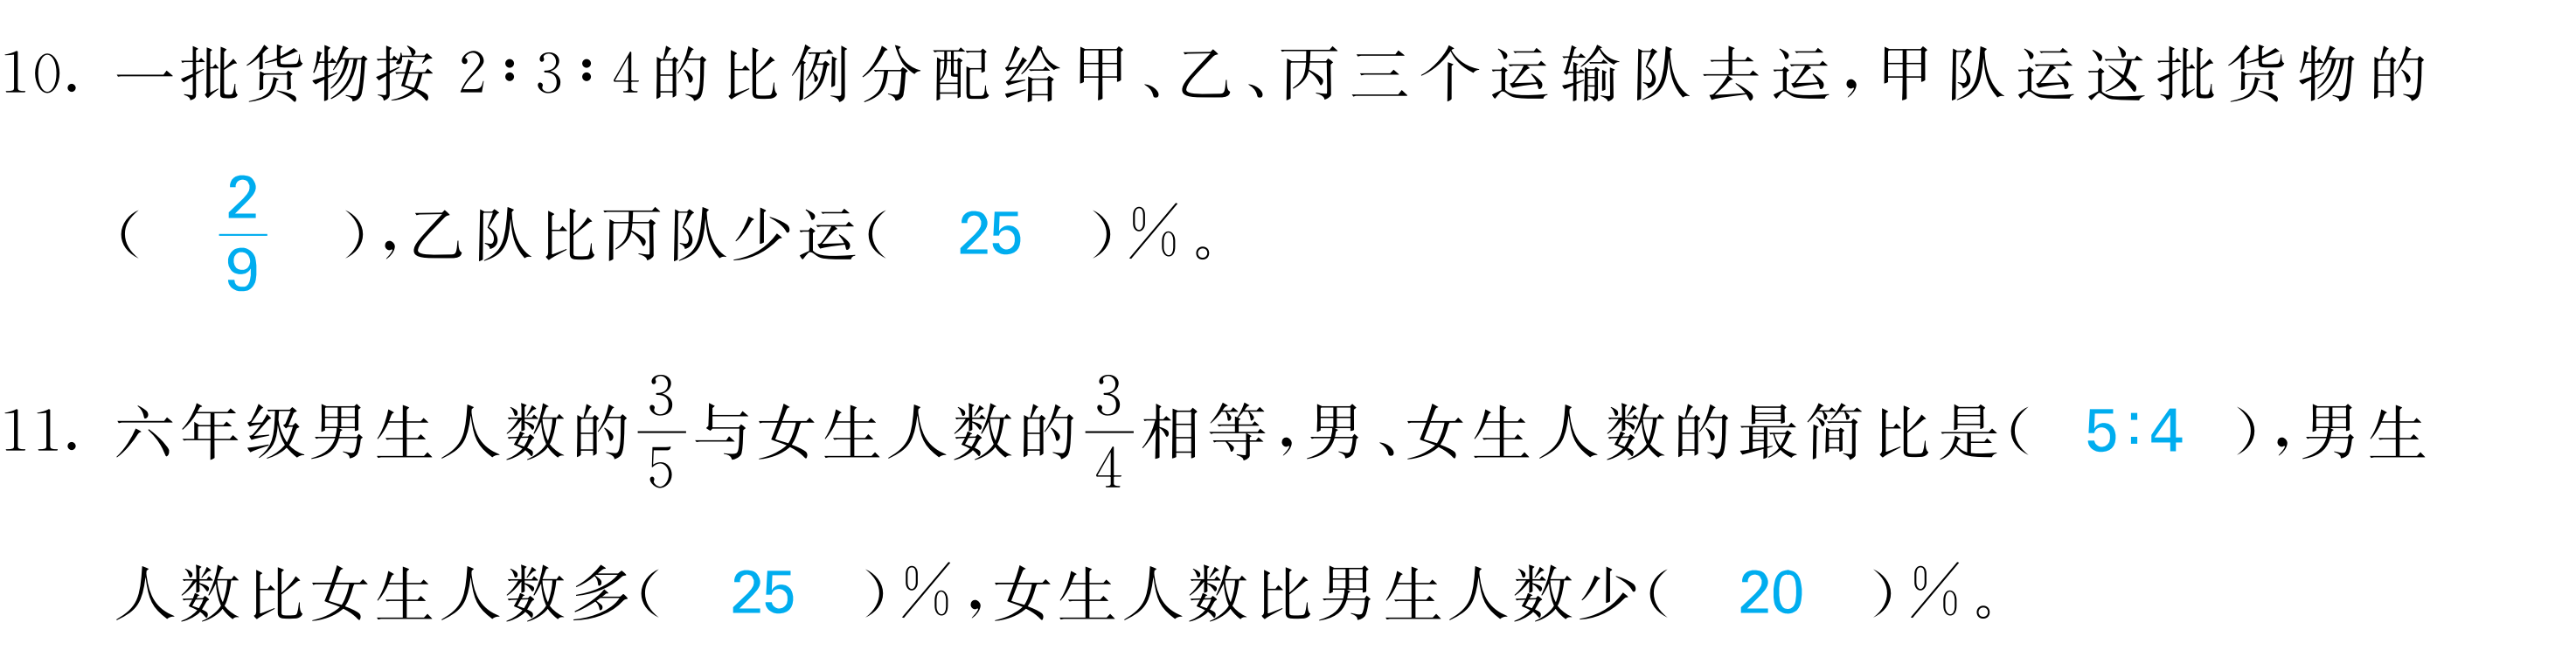 10. 一批货物按 2∶3∶4的比例分配给甲、乙、丙三个运输队去运,甲队运这批货物的
( 2/9 ),乙队比丙队少运( 25 )%。
11. 六年级男生人数的3/5与女生人数的3/4相等,男、女生人数的最简比是( 5∶4 ),男生
人数比女生人数多( 25 )%,女生人数比男生人数少( 20 )%。